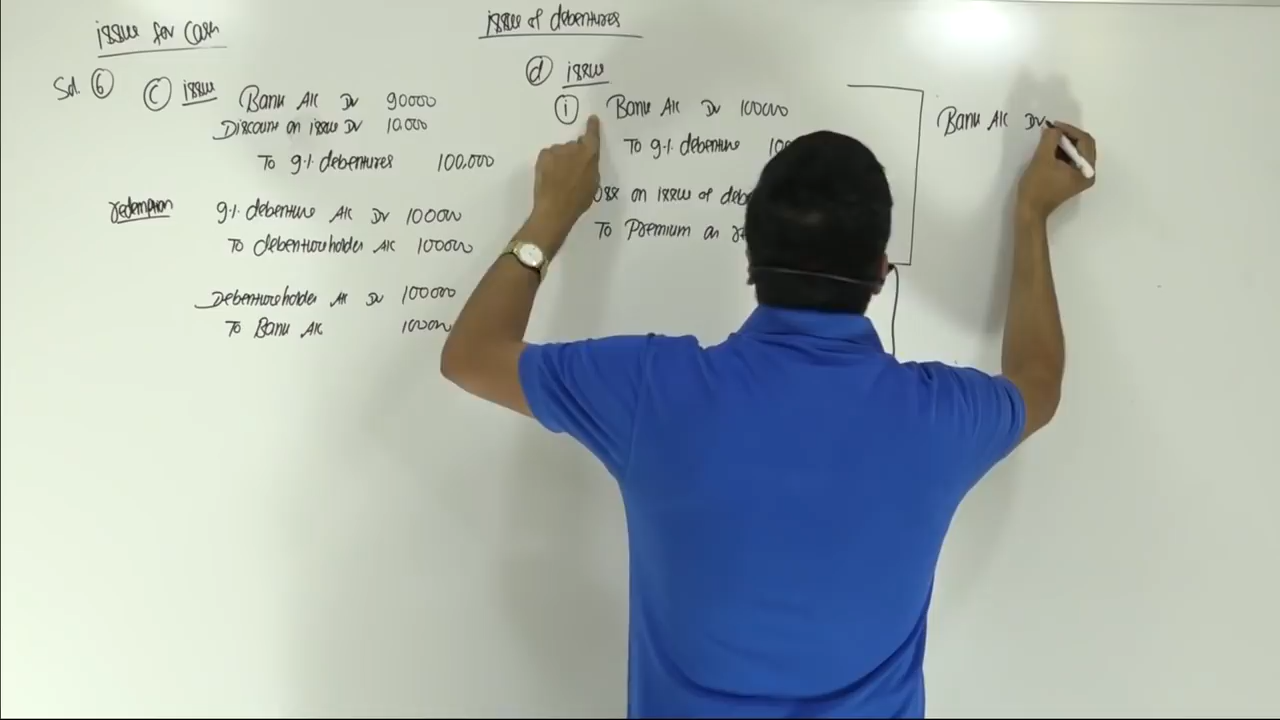 issue for Cash
Sol. 6
C issue
Bank A/C Dr 90000
Discount on issue Dr 10,000
To 9.1. debentures 100,000
redemption
9.1. debenture A/C Dr 100000
To debentureholder A/C 100000
Debentureholder A/C Dr 100000
To Bank A/C 100000
issue of debentures
d issue
i Bank A/C Dr 100000
To 9.1. debenture 100
on issue of deb
To Premium on
Bank A/C Dr